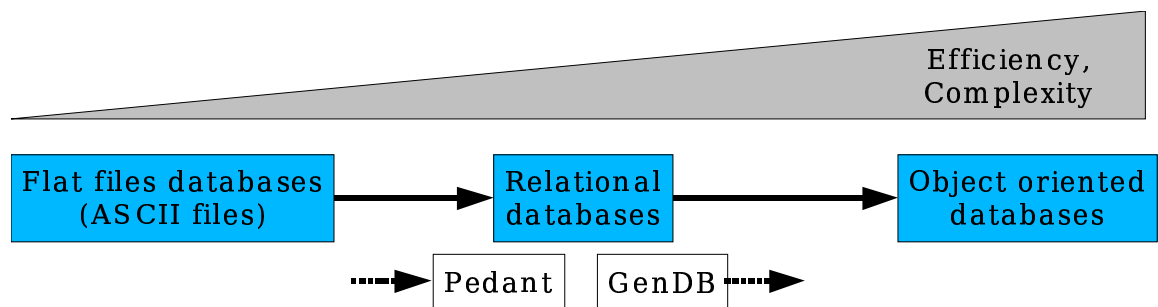 Efficiency,
Complexity
Flat files databases
(ASCII files)
Relational
databases
Object oriented
databases
Pedant
GenDB